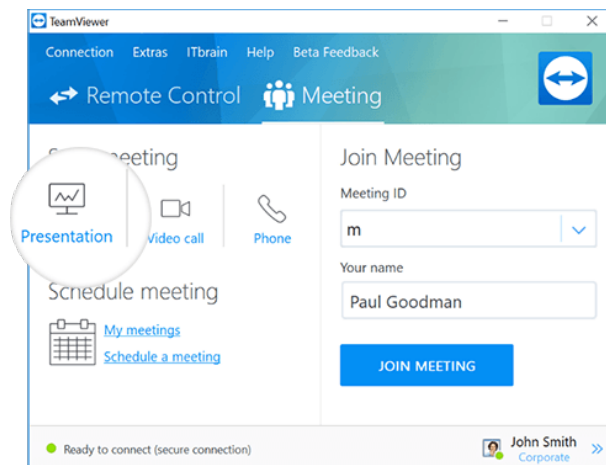 TeamViewer
Connection Extras ITbrain Help Beta Feedback
Remote Control Meeting
meeting
Presentation
Video call
Phone
Schedule meeting
My meetings
Schedule a meeting
Join Meeting
Meeting ID
m
Your name
Paul Goodman
JOIN MEETING
Ready to connect (secure connection)
John Smith
Corporate